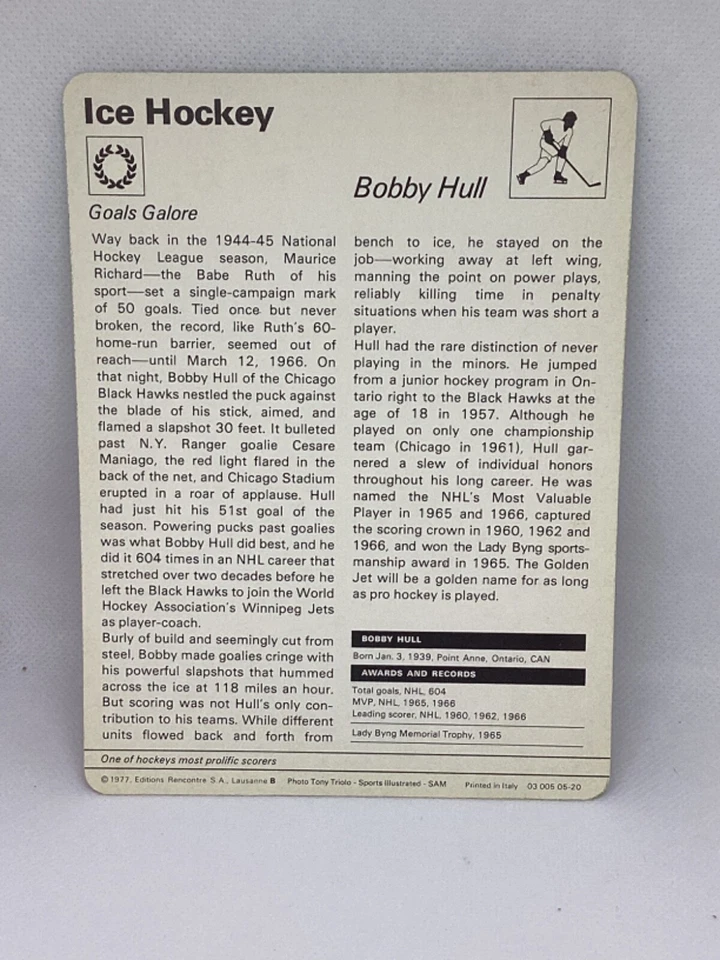 Ice Hockey
Bobby Hull
Goals Galore
Way back in the 1944-45 National
Hockey League season, Maurice
Richard—the Babe Ruth of his
sport—set a single-campaign mark
of 50 goals. Tied once but never
broken, the record, like Ruth's 60-
home-run barrier, seemed out of
reach—until March 12, 1966. On
that night, Bobby Hull of the Chicago
Black Hawks nestled the puck against
the blade of his stick, aimed, and
flamed a slapshot 30 feet. It bulleted
past N.Y. Ranger goalie Cesare
Maniago, the red light flared in the
back of the net, and Chicago Stadium
erupted in a roar of applause. Hull
had just hit his 51st goal of the
season. Powering pucks past goalies
was what Bobby Hull did best, and he
did it 604 times in an NHL career that
stretched over two decades before he
left the Black Hawks to join the World
Hockey Association's Winnipeg Jets
as player-coach.
Burly of build and seemingly cut from
steel, Bobby made goalies cringe with
his powerful slapshots that hummed
across the ice at 118 miles an hour.
But scoring was not Hull's only con-
tribution to his teams. While different
units flowed back and forth from
bench to ice, he stayed on the
job—working away at left wing,
manning the point on power plays,
reliably killing time in penalty
situations when his team was short a
player.
Hull had the rare distinction of never
playing in the minors. He jumped
from a junior hockey program in On-
tario right to the Black Hawks at the
age of 18 in 1957. Although he
played on only one championship
team (Chicago in 1961), Hull gar-
nered a slew of individual honors
throughout his long career. He was
named the NHL's Most Valuable
Player in 1965 and 1966, captured
the scoring crown in 1960, 1962 and
1966, and won the Lady Byng sports-
manship award in 1965. The Golden
Jet will be a golden name for as long
as pro hockey is played.
BOBBY HULL
Born Jan. 3, 1939, Point Anne, Ontario, CAN
AWARDS AND RECORDS
Total goals, NHL, 604
MVP, NHL, 1965, 1966
Leading scorer, NHL, 1960, 1962, 1966
Lady Byng Memorial Trophy, 1965
One of hockeys most prolific scorers
© 1977, Editions Rencontre S.A., Lausanne B Photo Tony Triolo - Sports Illustrated - SAM Printed in Italy 03 005 05-20